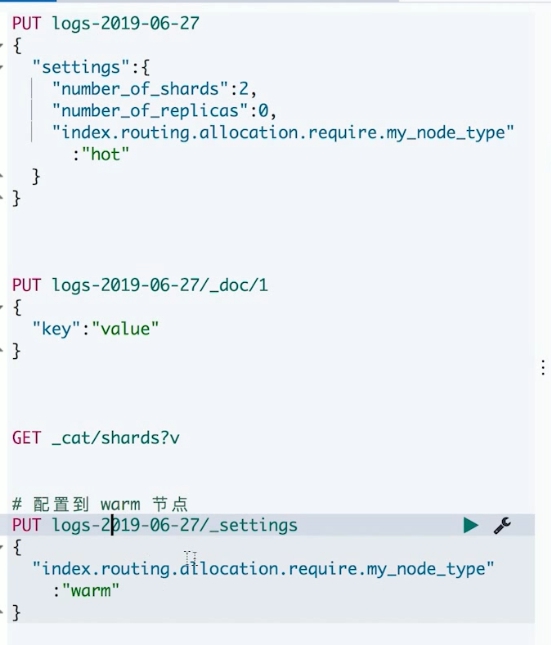 PUT logs-2019-06-27
{
"settings":{
"number_of_shards":2,
"number_of_replicas":0,
"index.routing.allocation.require.my_node_type"
:"hot"
}
}
PUT logs-2019-06-27/_doc/1
{
"key":"value"
}
GET _cat/shards?v
# 配置到 warm 节点
PUT logs-2019-06-27/_settings
{
"index.routing.allocation.require.my_node_type"
:"warm"
}